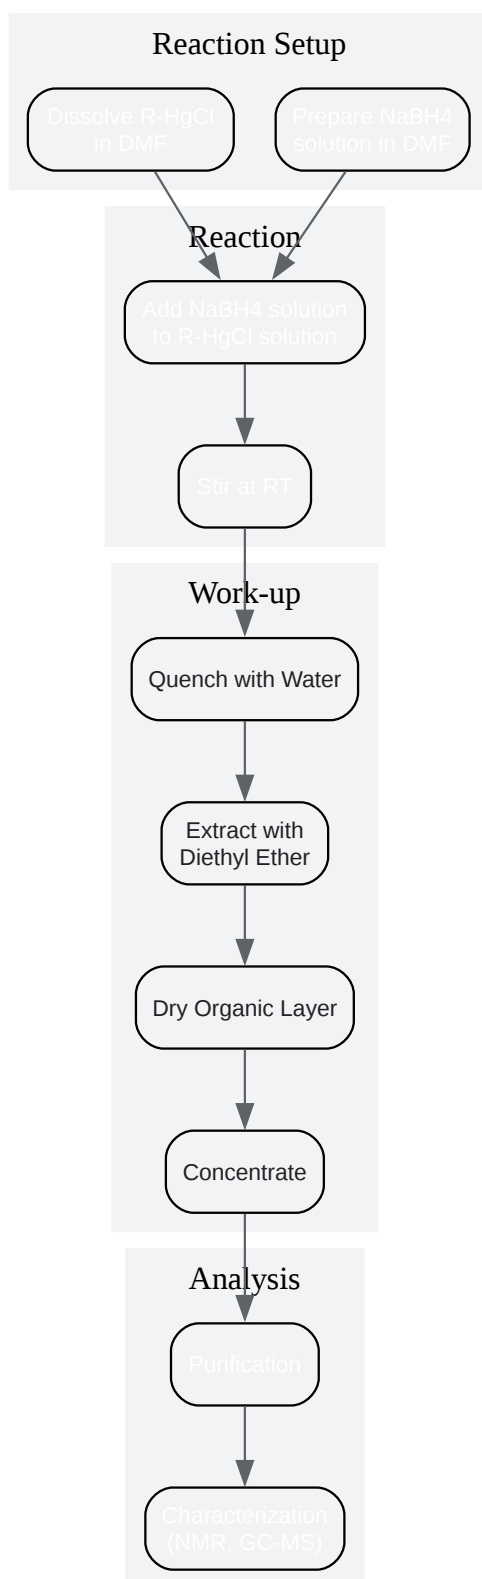 Reaction Setup
Dissolve R-HgCl
in DMF
Prepare NaBH4
solution in DMF
Reaction
Add NaBH4 solution
to R-HgCl solution
Stir at RT
Work-up
Quench with Water
Extract with
Diethyl Ether
Dry Organic Layer
Concentrate
Analysis
Purification
Characterization
(NMR, GC-MS)